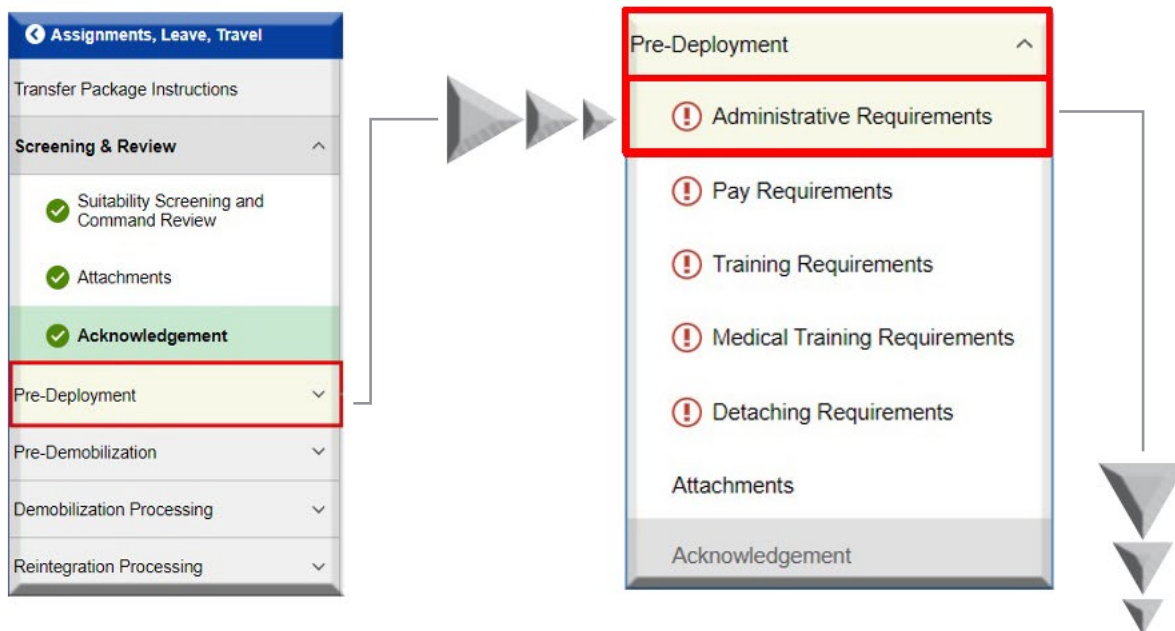 Assignments, Leave, Travel
Transfer Package Instructions
Screening & Review
Suitability Screening and
Command Review
Attachments
Acknowledgement
Pre-Deployment
Pre-Demobilization
Demobilization Processing
Reintegration Processing
Pre-Deployment
Administrative Requirements
Pay Requirements
Training Requirements
Medical Training Requirements
Detaching Requirements
Attachments
Acknowledgement